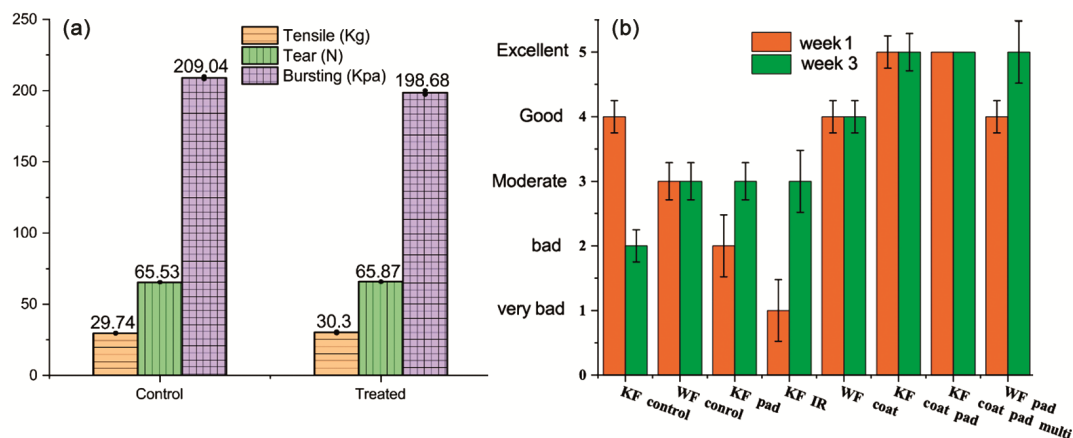 (a)
250
200
150
100
50
0
Tensile (Kg)
Tear (N)
Bursting (Kpa)
29.74
65.53
209.04
30.3
65.87
198.68
Control
Treated
(b)
week 1
week 3
Excellent
Good
Moderate
bad
very bad
5
4
3
2
1
0
KF control
WF conrol
KF pad
KF IR
WF coat
KF coat pad
KF coat pad multi
WF pad